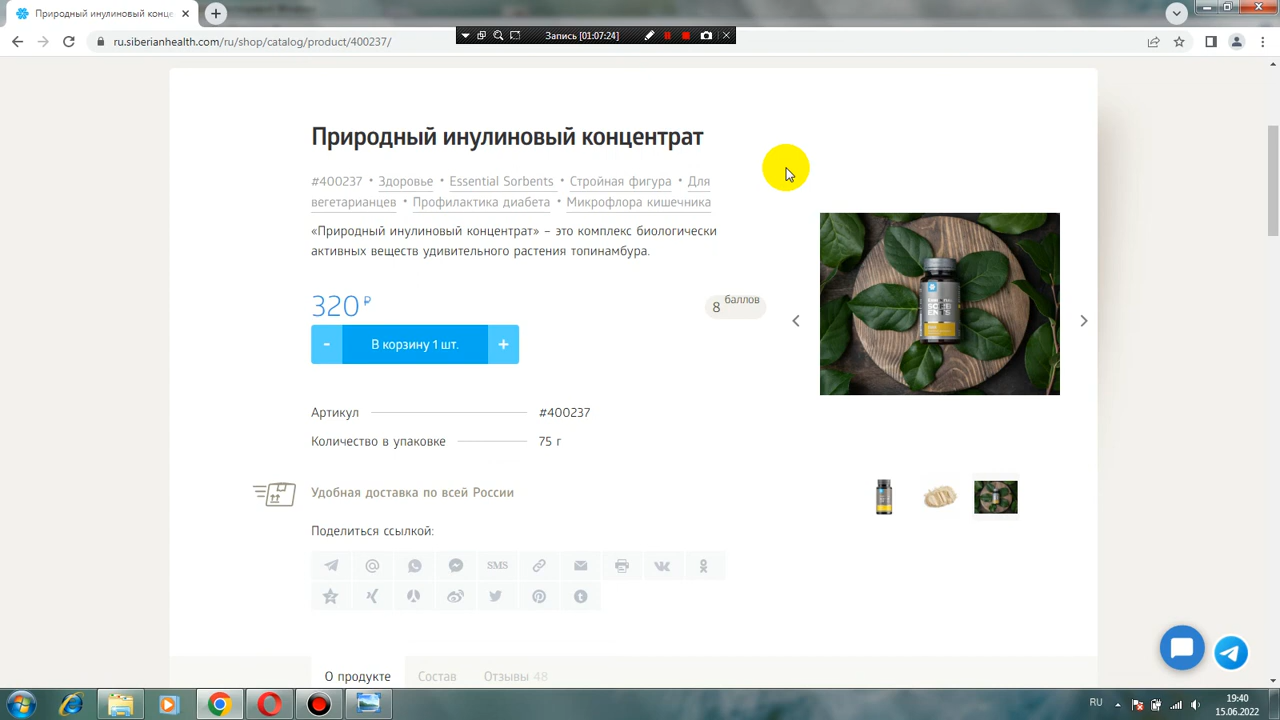 Природный инулиновый конце
ru.siberianhealth.com/ru/shop/catalog/product/400237/
Запись [01:07:24]
Природный инулиновый концентрат
#400237 • Здоровье • Essential Sorbents • Стройная фигура • Для
вегетарианцев • Профилактика диабета • Микрофлора кишечника
«Природный инулиновый концентрат» – это комплекс биологически
активных веществ удивительного растения топинамбура.
320 ₽
8 баллов
- В корзину 1 шт. +
Артикул #400237
Количество в упаковке 75 г
Удобная доставка по всей России
Поделиться ссылкой:
SMS
О продукте Состав Отзывы 48
RU
19:40
15.06.2022